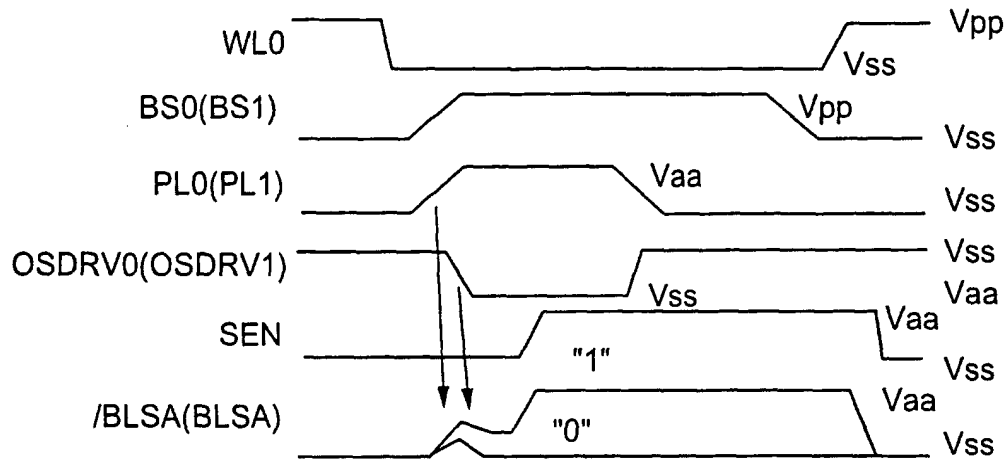 WL0
Vpp
Vss
BS0(BS1)
Vpp
Vss
PL0(PL1)
Vaa
Vss
OSDRV0(OSDRV1)
Vss
Vss
Vaa
SEN
"1"
Vaa
Vss
/BLSA(BLSA)
"0"
Vaa
Vss